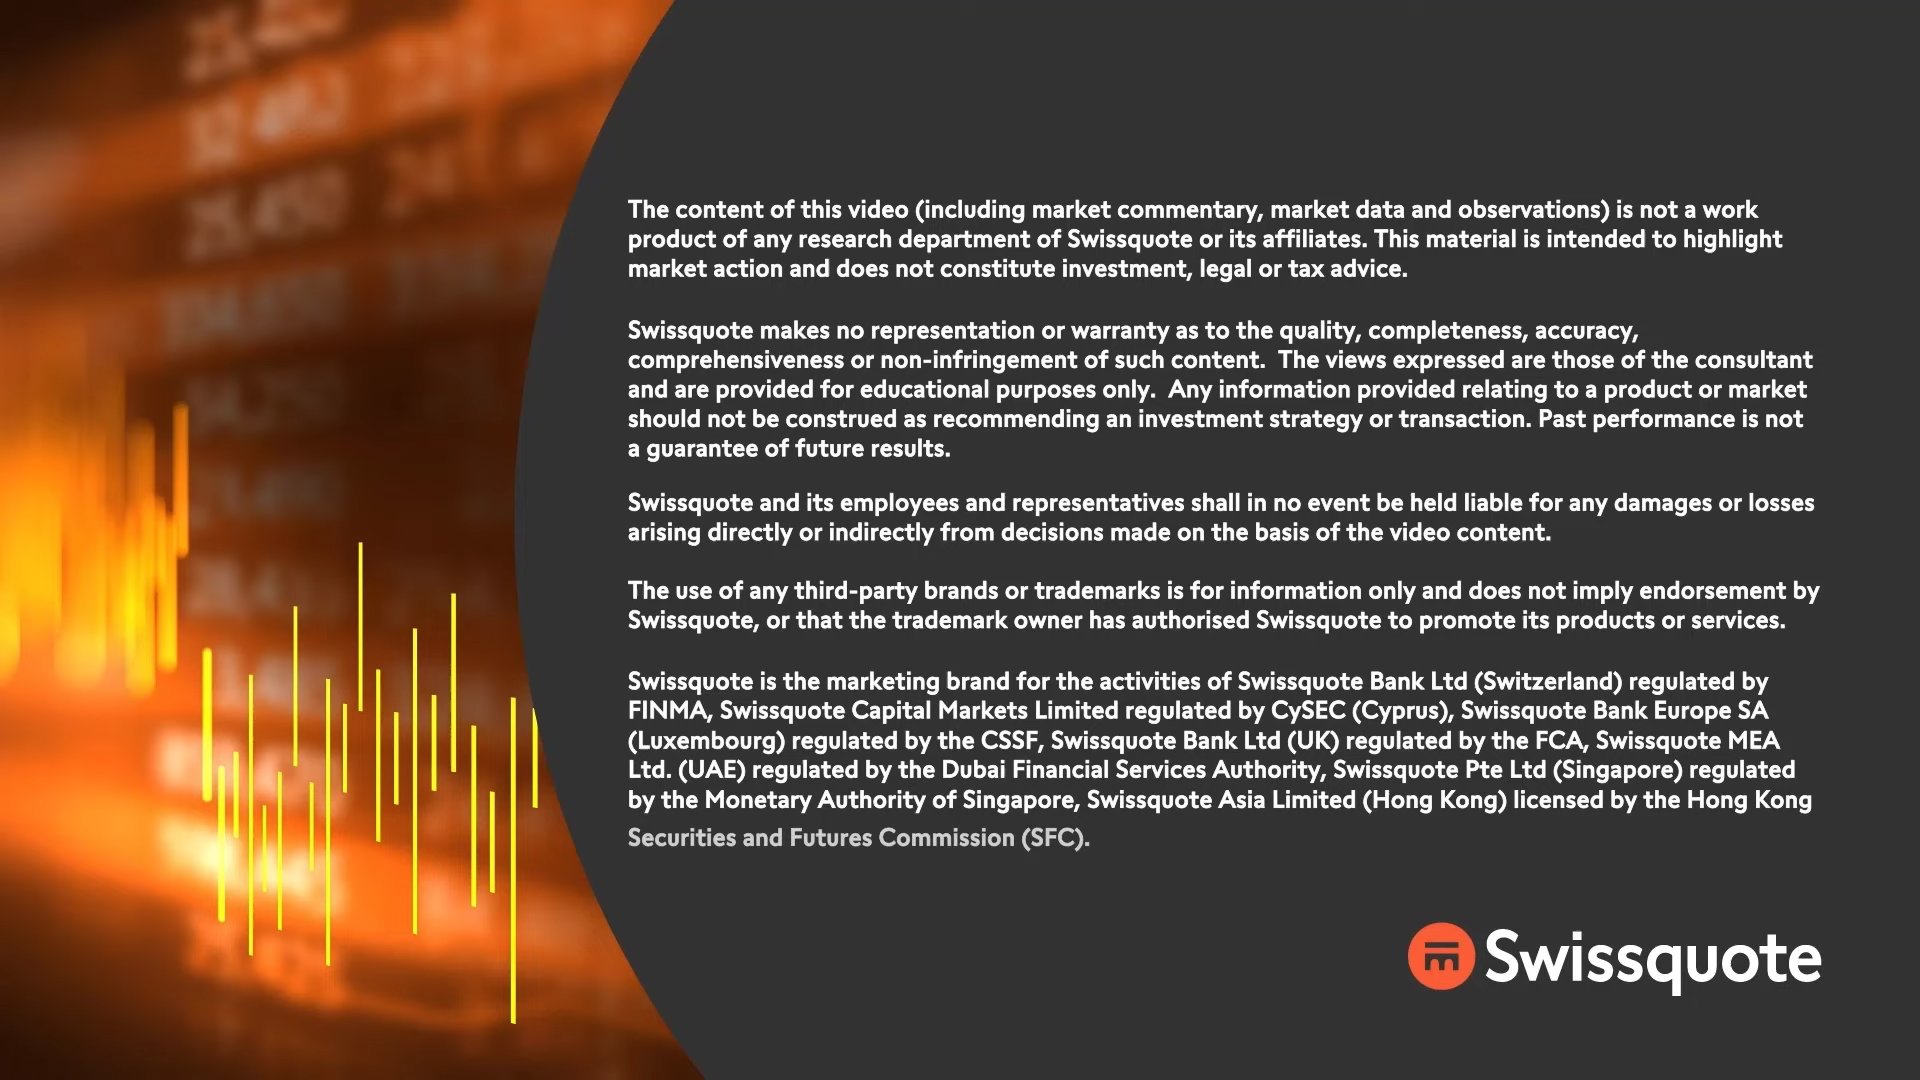 The content of this video (including market commentary, market data and observations) is not a work
product of any research department of Swissquote or its affiliates. This material is intended to highlight
market action and does not constitute investment, legal or tax advice.
Swissquote makes no representation or warranty as to the quality, completeness, accuracy,
comprehensiveness or non-infringement of such content.  The views expressed are those of the consultant
and are provided for educational purposes only.  Any information provided relating to a product or market
should not be construed as recommending an investment strategy or transaction. Past performance is not
a guarantee of future results.
Swissquote and its employees and representatives shall in no event be held liable for any damages or losses
arising directly or indirectly from decisions made on the basis of the video content.
The use of any third-party brands or trademarks is for information only and does not imply endorsement by
Swissquote, or that the trademark owner has authorised Swissquote to promote its products or services.
Swissquote is the marketing brand for the activities of Swissquote Bank Ltd (Switzerland) regulated by
FINMA, Swissquote Capital Markets Limited regulated by CySEC (Cyprus), Swissquote Bank Europe SA
(Luxembourg) regulated by the CSSF, Swissquote Bank Ltd (UK) regulated by the FCA, Swissquote MEA
Ltd. (UAE) regulated by the Dubai Financial Services Authority, Swissquote Pte Ltd (Singapore) regulated
by the Monetary Authority of Singapore, Swissquote Asia Limited (Hong Kong) licensed by the Hong Kong
Securities and Futures Commission (SFC).
Swissquote